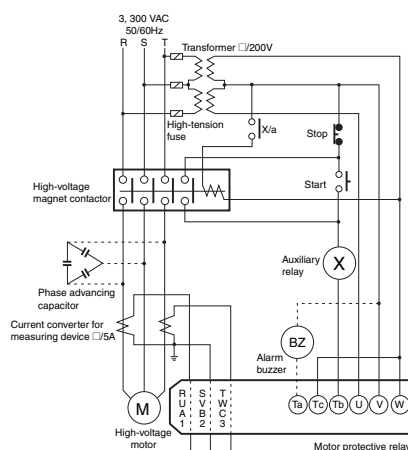 3, 300 VAC
50/60Hz
R S T
Transformer □/200V
High-tension
fuse
X/a
Stop
Start
High-voltage
magnet contactor
Auxiliary
relay
X
Phase advancing
capacitor
Current converter for
measuring device □/5A
BZ
Alarm
buzzer
M
High-voltage
motor
R S T
U V W
A B C
1 2 3
Ta Tc Tb U V W
Motor protective relay